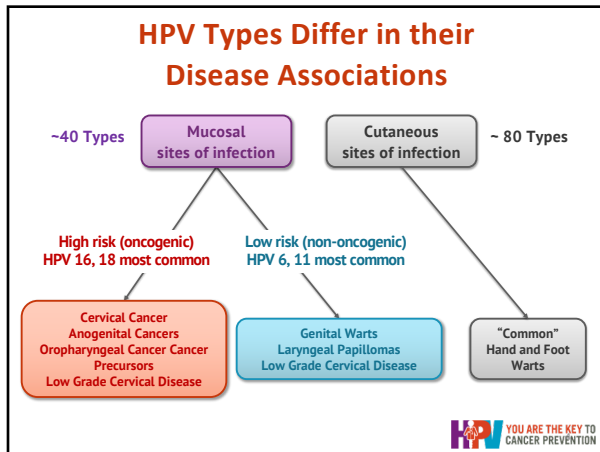 HPV Types Differ in their
Disease Associations
~40 Types
Mucosal
sites of infection
Cutaneous
sites of infection
~ 80 Types
High risk (oncogenic)
HPV 16, 18 most common
Low risk (non-oncogenic)
HPV 6, 11 most common
Cervical Cancer
Anogenital Cancers
Oropharyngeal Cancer Cancer
Precursors
Low Grade Cervical Disease
Genital Warts
Laryngeal Papillomas
Low Grade Cervical Disease
"Common"
Hand and Foot
Warts
HPV
YOU ARE THE KEY TO
CANCER PREVENTION